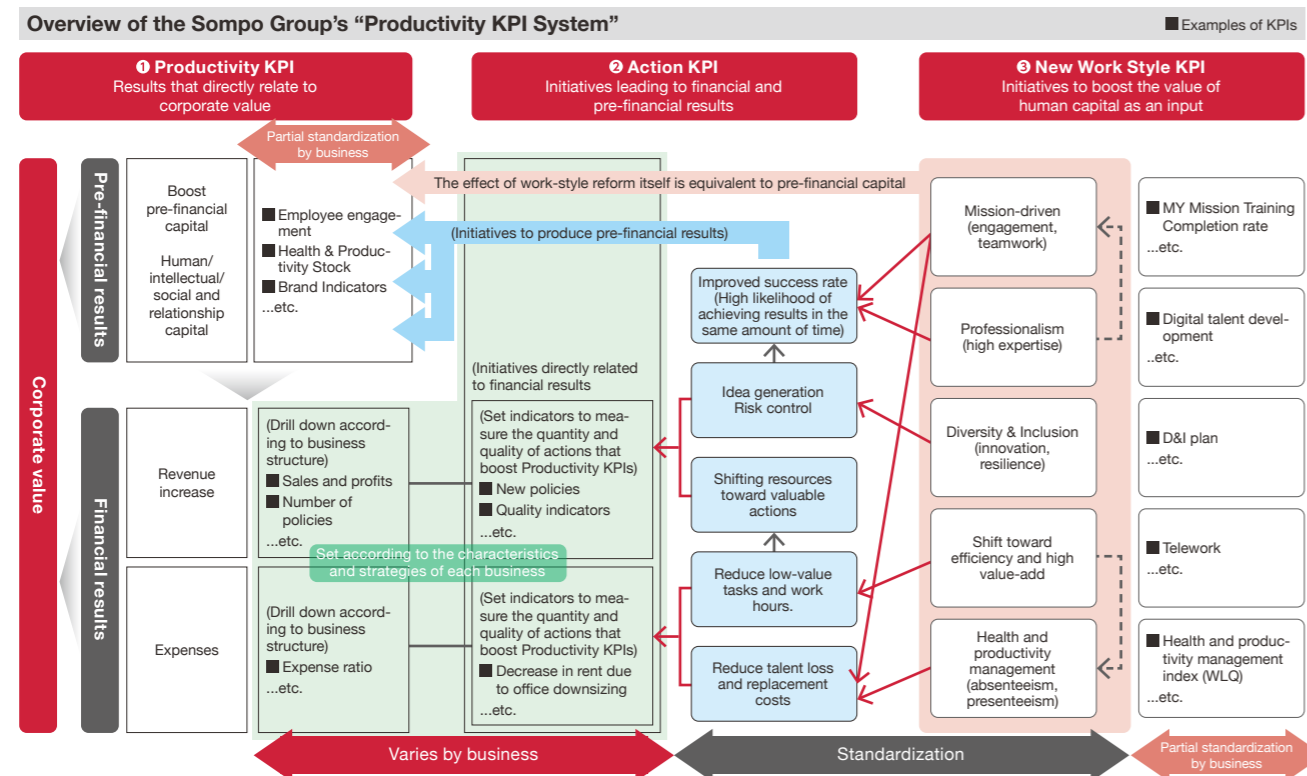 Overview of the Sompo Group's “Productivity KPI System”
■ Examples of KPIs
❶ Productivity KPI
Results that directly relate to
corporate value
❷ Action KPI
Initiatives leading to financial and
pre-financial results
❸ New Work Style KPI
Initiatives to boost the value of
human capital as an input
Partial standardization
by business
Corporate value
Pre-financial results
Boost
pre-financial
capital
Human/
intellectual/
social and
relationship
capital
■ Employee engage-
ment
■ Health & Produc-
tivity Stock
■ Brand Indicators
...etc.
The effect of work-style reform itself is equivalent to pre-financial capital
(Initiatives to produce pre-financial results)
(Initiatives directly related
to financial results
Financial results
Revenue
increase
(Drill down accord-
ing to business
structure)
■ Sales and profits
■ Number of
policies
...etc.
(Set indicators to mea-
sure the quantity and
quality of actions that
boost Productivity KPIs)
■ New policies
■ Quality indicators
...etc.
Set according to the characteristics
and strategies of each business
Expenses
(Drill down accord-
ing to business
structure)
■ Expense ratio
...etc.
(Set indicators to mea-
sure the quantity and
quality of actions that
boost Productivity KPIs)
■ Decrease in rent due
to office downsizing
...etc.
Improved success rate
(High likelihood of
achieving results in the
same amount of time)
Idea generation
Risk control
Shifting resources
toward valuable
actions
Reduce low-value
tasks and work
hours.
Reduce talent loss
and replacement
costs
Mission-driven
(engagement,
teamwork)
Professionalism
(high expertise)
Diversity & Inclusion
(innovation,
resilience)
Shift toward
efficiency and high
value-add
Health and
productivity
management
(absenteeism,
presenteeism)
■ MY Mission Training
Completion rate
...etc.
■ Digital talent devel-
opment
..etc.
■ D&I plan
...etc.
■ Telework
...etc.
■ Health and produc-
tivity management
index (WLQ)
...etc.
Varies by business
Standardization
Partial standardization
by business